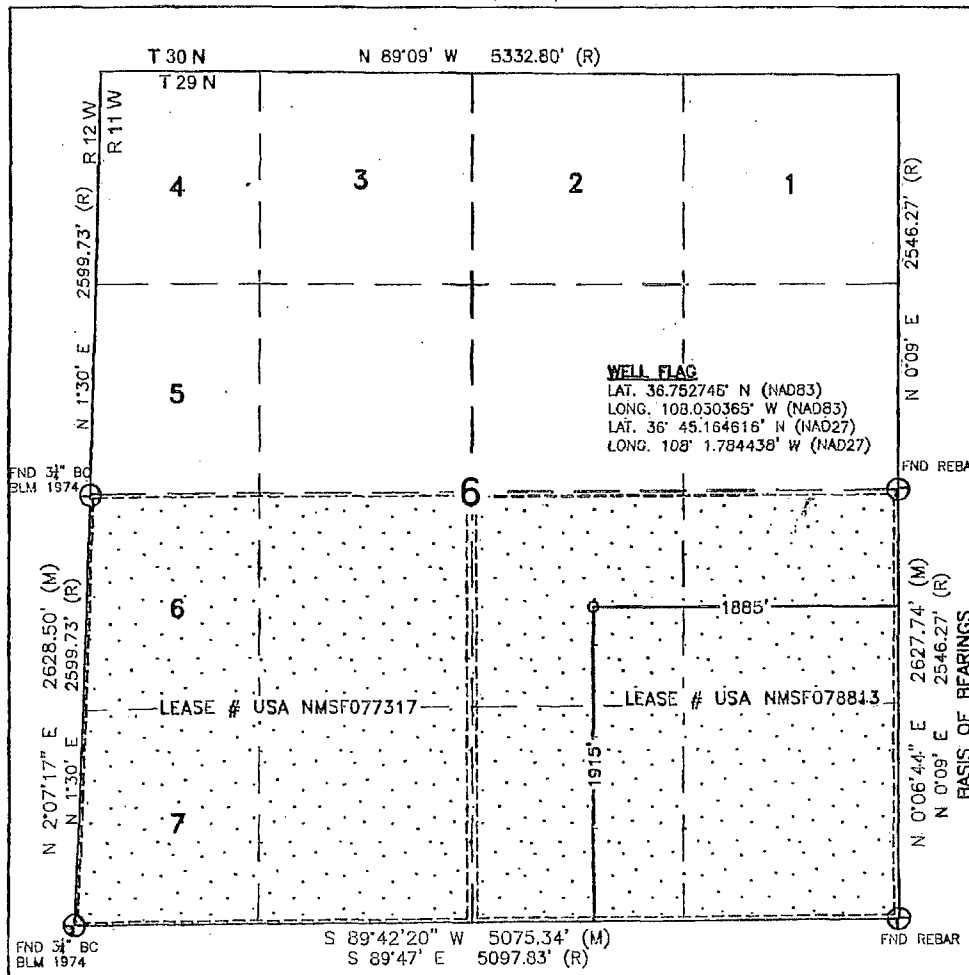 T 30 N
N 89°09' W 5332.80' (R)
T 29 N
R 12 W
R 11 W
4
3
2
1
N 1°30' E 2599.73' (R)
N 0°09' E 2546.27' (R)
5
WELL FLAG
LAT. 36.752746° N (NAD83)
LONG. 108.030365° W (NAD83)
LAT. 36° 45.164616' N (NAD27)
LONG. 108° 1.784438' W (NAD27)
FND 3¼" BC
BLM 1974
FND REBAR
6
6
1885'
N 2°07'17" E 2628.50' (M)
N 1°30' E 2599.73' (R)
LEASE # USA NMSF077317
LEASE # USA NMSF078813
1915'
N 0°06'44" E 2627.74' (M)
N 0°09' E 2546.27' (R)
BASIS OF BEARINGS
7
FND 3¼" BC
BLM 1974
S 89°42'20" W 5075.34' (M)
S 89°47' E 5097.83' (R)
FND REBAR